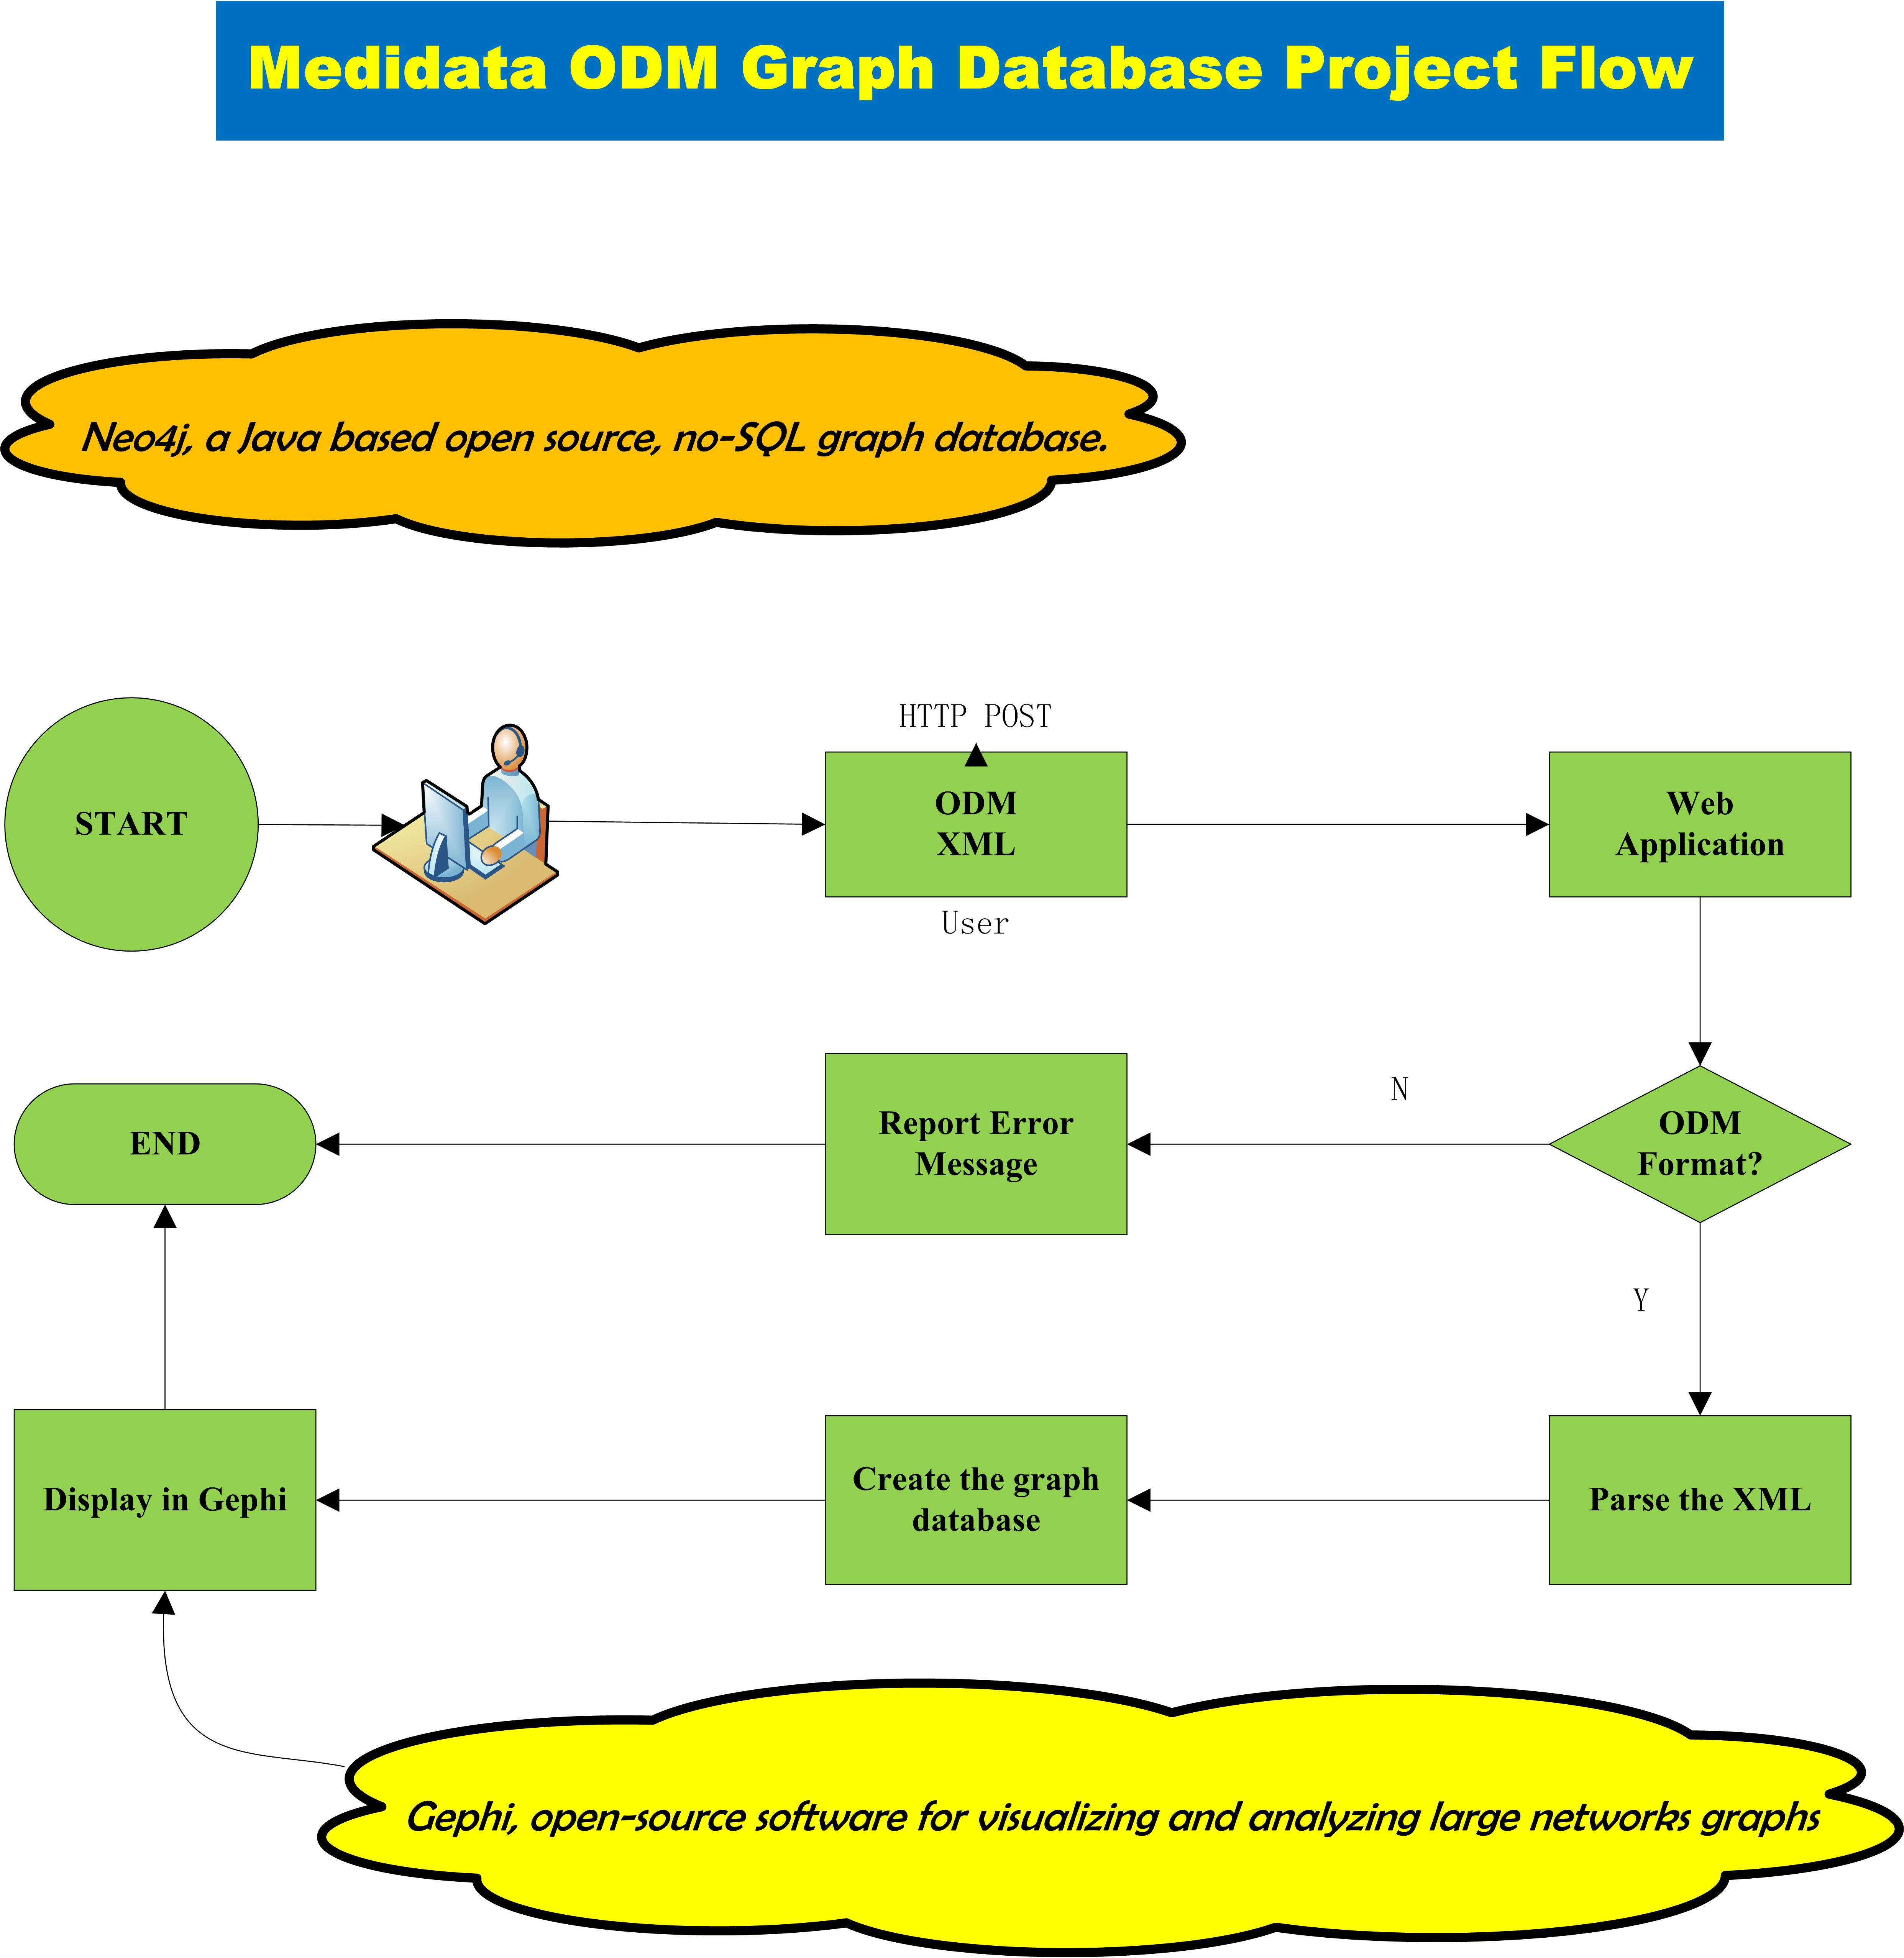 Medidata ODM Graph Database Project Flow
Neo4j, a Java based open source, no-SQL graph database.
HTTP POST
START
ODM
XML
Web
Application
User
END
Report Error
Message
N
ODM
Format?
Y
Display in Gephi
Create the graph
database
Parse the XML
Gephi, open-source software for visualizing and analyzing large networks graphs